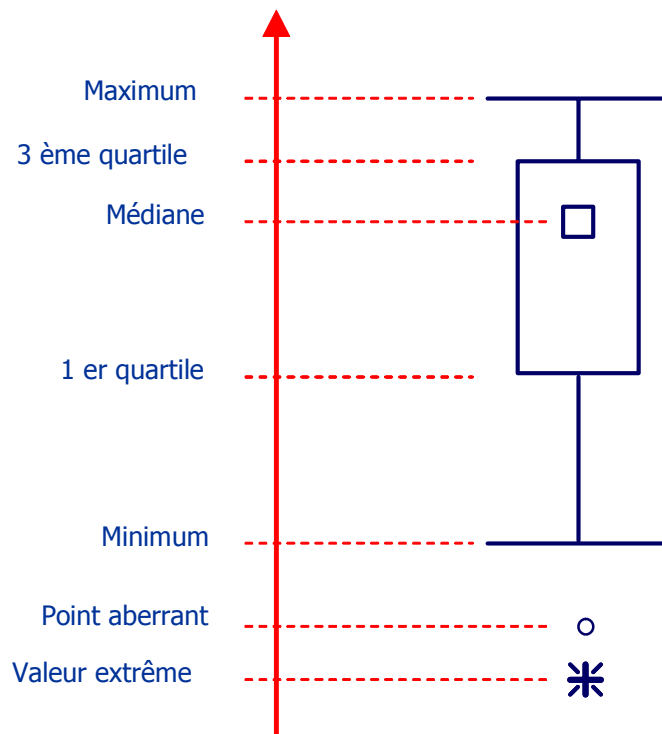 Maximum
3 ème quartile
Médiane
1 er quartile
Minimum
Point aberrant
Valeur extrême